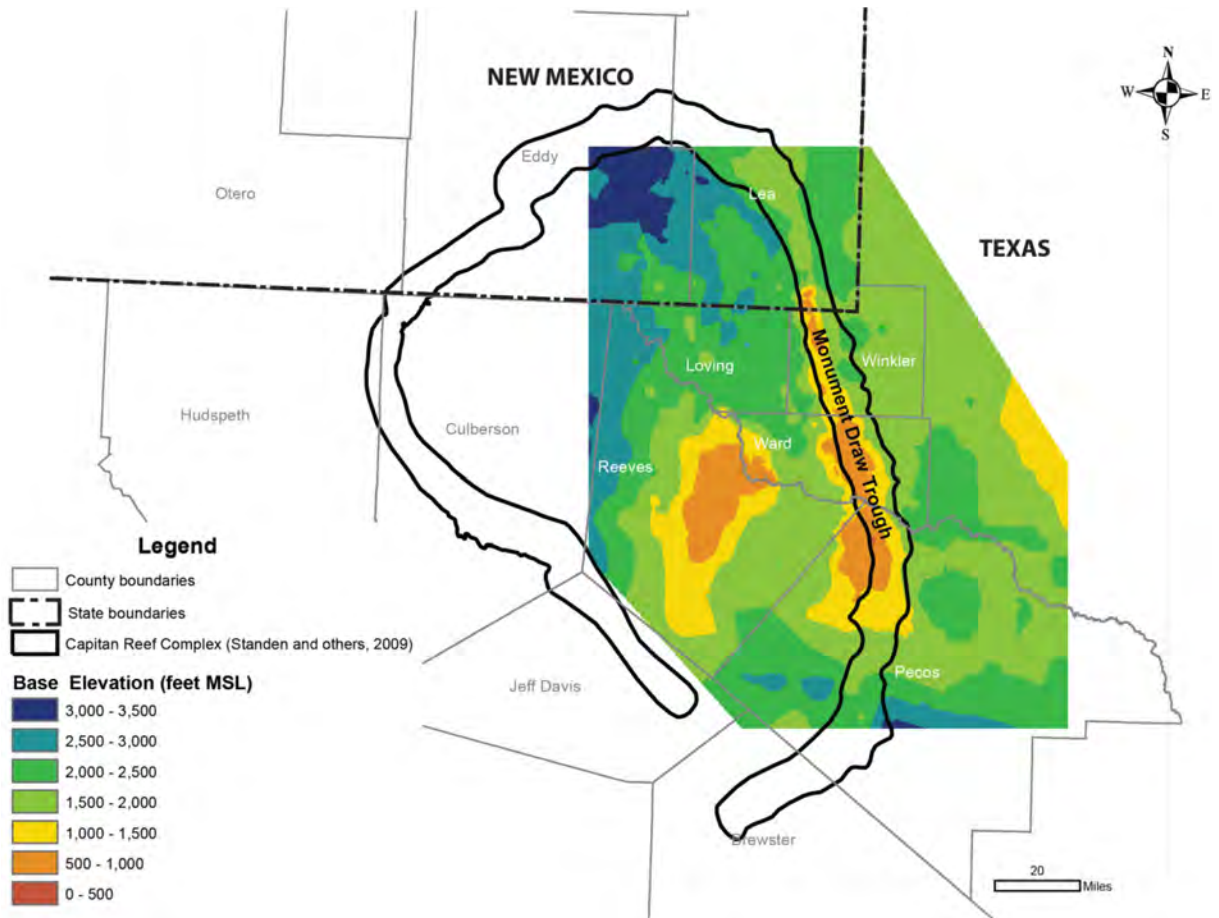 NEW MEXICO
N
W
E
S
Eddy
Otero
Lea
TEXAS
Monument Draw Trough
Winkler
Loving
Hudspeth
Culberson
Ward
Reeves
Legend
County boundaries
State boundaries
Capitan Reef Complex (Standen and others, 2009)
Base Elevation (feet MSL)
3,000 - 3,500
2,500 - 3,000
2,000 - 2,500
1,500 - 2,000
1,000 - 1,500
500 - 1,000
0 - 500
Jeff Davis
Pecos
Brewster
20
Miles